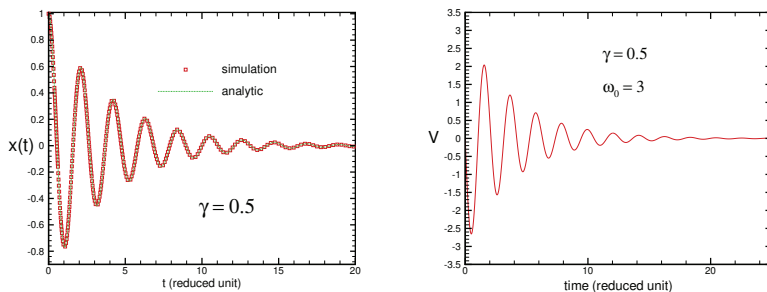 1
0.8
0.6
0.4
0.2
0
-0.2
-0.4
-0.6
-0.8
x(t)
simulation
analytic
γ = 0.5
0 5 10 15 20
t (reduced unit)
3.5
3
2.5
2
1.5
1
0.5
0
-0.5
-1
-1.5
-2
-2.5
-3
-3.5
V
γ = 0.5
ω0 = 3
0 10 20
time (reduced unit)